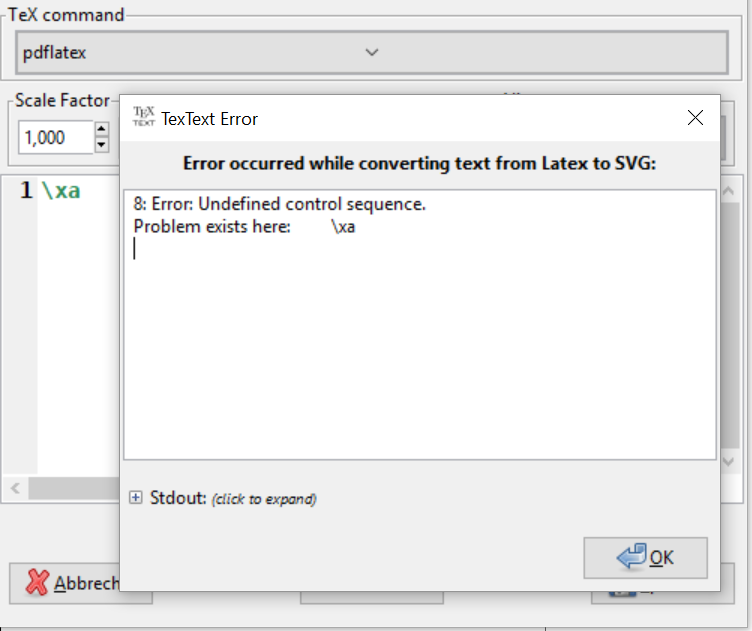 TeX command
pdflatex
Scale Factor
1,000
TEX
TEXT
TexText Error
Error occurred while converting text from Latex to SVG:
1 \xa
8: Error: Undefined control sequence.
Problem exists here: \xa
Stdout: (click to expand)
OK
Abbrech